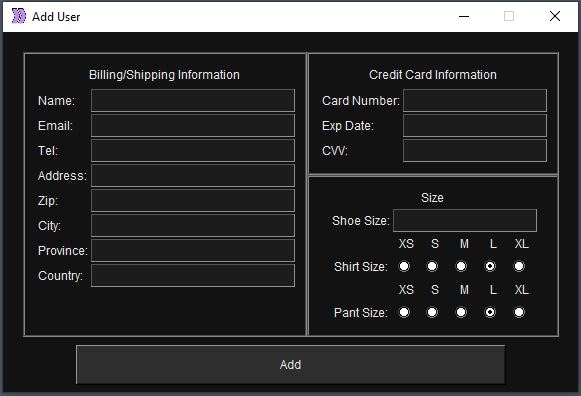 Add User
Billing/Shipping Information
Name:
Email:
Tel:
Address:
Zip:
City:
Province:
Country:
Credit Card Information
Card Number:
Exp Date:
CVV:
Size
Shoe Size:
XS S M L XL
Shirt Size:
XS S M L XL
Pant Size:
Add